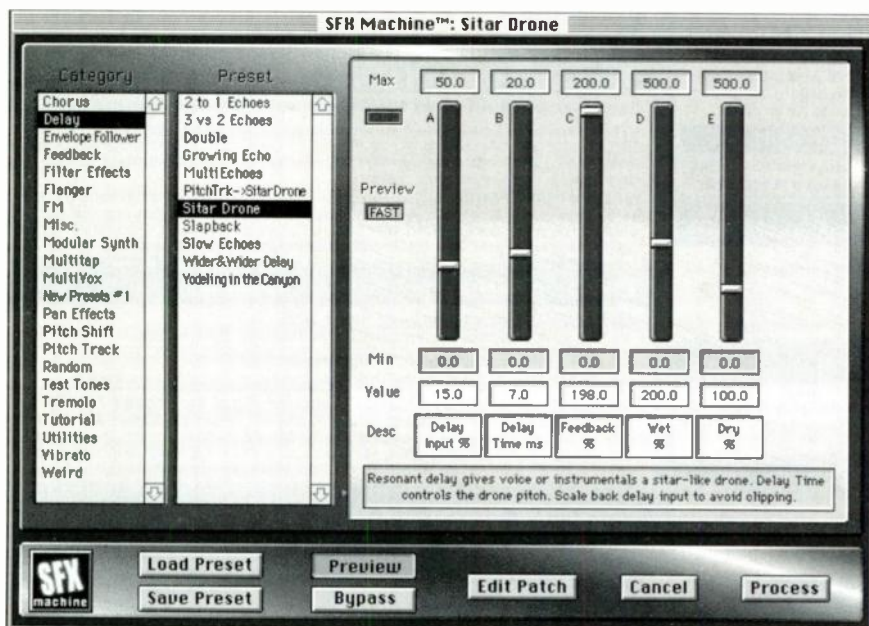 SFX Machine™: Sitar Drone
Category
Chorus
Delay
Envelope Follower
Feedback
Filter Effects
Flanger
FM
Misc.
Modular Synth
Multitap
MultiVox
New Presets #1
Pan Effects
Pitch Shift
Pitch Track
Random
Test Tones
Tremolo
Tutorial
Utilities
Vibrato
Weird
Preset
2 to 1 Echoes
3 vs 2 Echoes
Double
Growing Echo
MultiEchoes
PitchTrk->SitarDrone
Sitar Drone
Slapback
Slow Echoes
Wider&Wider Delay
Yodeling in the Canyon
Max 50.0 20.0 200.0 500.0 500.0
A B C D E
Preview
FAST
Min 0.0 0.0 0.0 0.0 0.0
Value 15.0 7.0 198.0 200.0 100.0
Desc Delay Input % Delay Time ms Feedback % Wet % Dry %
Resonant delay gives voice or instrumentals a sitar-like drone. Delay Time
controls the drone pitch. Scale back delay input to avoid clipping.
SFX
machine
Load Preset
Save Preset
Preview
Bypass
Edit Patch
Cancel
Process